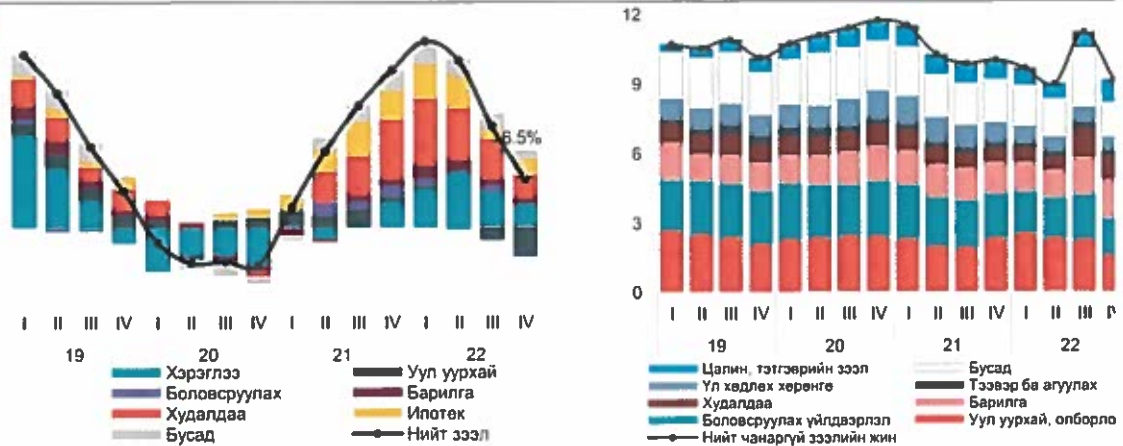 6.5%
I II III IV I II III IV I II III IV I II III IV
19 20 21 22
Хэрэглээ Уул уурхай
Боловсруулах Барилга
Худалдаа Ипотек
Бусад Нийт зээл
12
9
6
3
0
I II III IV I II III IV I II III IV I II III
19 20 21 22
Цалин, тэтгэврийн зээл Бусад
Үл хөдлөх хөрөнгө Тээвэр ба агуулах
Худалдаа Барилга
Боловсруулах үйлдвэрлэл Уул уурхай, олборло
Нийт чанаргүй зээлийн жин